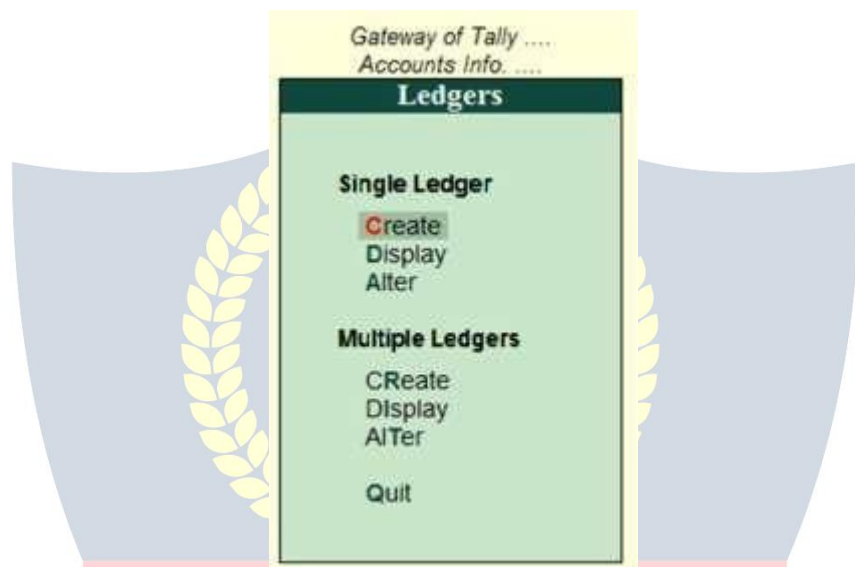 Gateway of Tally ....
Accounts Info. ....
Ledgers
Single Ledger
Create
Display
Alter
Multiple Ledgers
CReate
DIsplay
AlTer
Quit